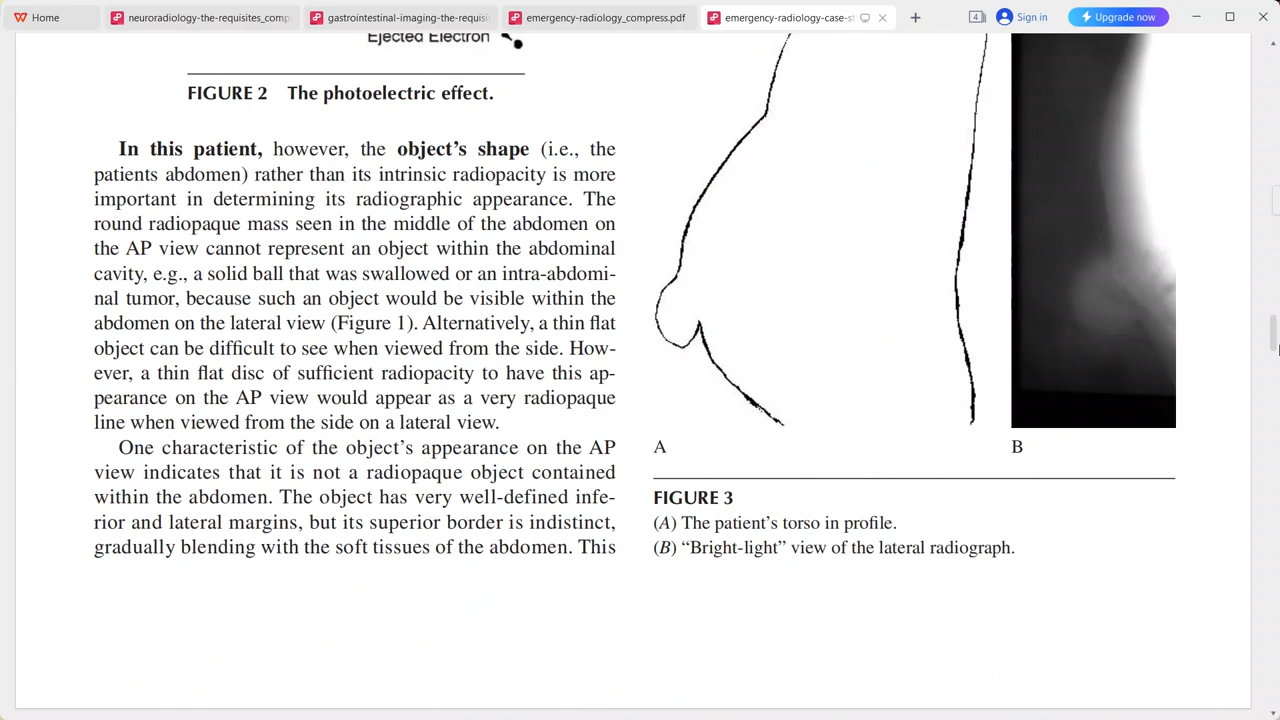 Home
neuroradiology-the-requisites_comp
gastrointestinal-imaging-the-requisit
emergency-radiology_compress.pdf
emergency-radiology-case-st
4
Sign in
Upgrade now
Ejected Electron
FIGURE 2 The photoelectric effect.
In this patient, however, the object's shape (i.e., the
patients abdomen) rather than its intrinsic radiopacity is more
important in determining its radiographic appearance. The
round radiopaque mass seen in the middle of the abdomen on
the AP view cannot represent an object within the abdominal
cavity, e.g., a solid ball that was swallowed or an intra-abdomi-
nal tumor, because such an object would be visible within the
abdomen on the lateral view (Figure 1). Alternatively, a thin flat
object can be difficult to see when viewed from the side. How-
ever, a thin flat disc of sufficient radiopacity to have this ap-
pearance on the AP view would appear as a very radiopaque
line when viewed from the side on a lateral view.
One characteristic of the object's appearance on the AP
view indicates that it is not a radiopaque object contained
within the abdomen. The object has very well-defined infe-
rior and lateral margins, but its superior border is indistinct,
gradually blending with the soft tissues of the abdomen. This
A
B
FIGURE 3
(A) The patient's torso in profile.
(B) "Bright-light" view of the lateral radiograph.